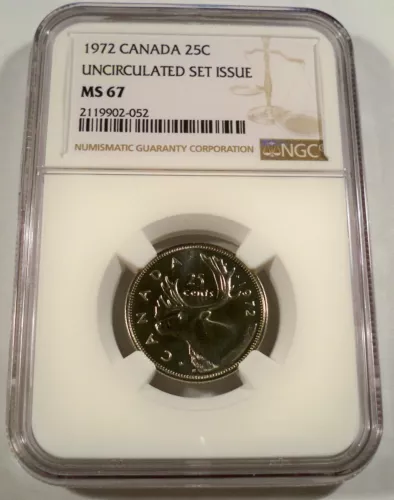 1972 CANADA 25C
UNCIRCULATED SET ISSUE
MS 67
2119902-052
NUMISMATIC GUARANTY CORPORATION
NGC
25
cents
CANADA
1972